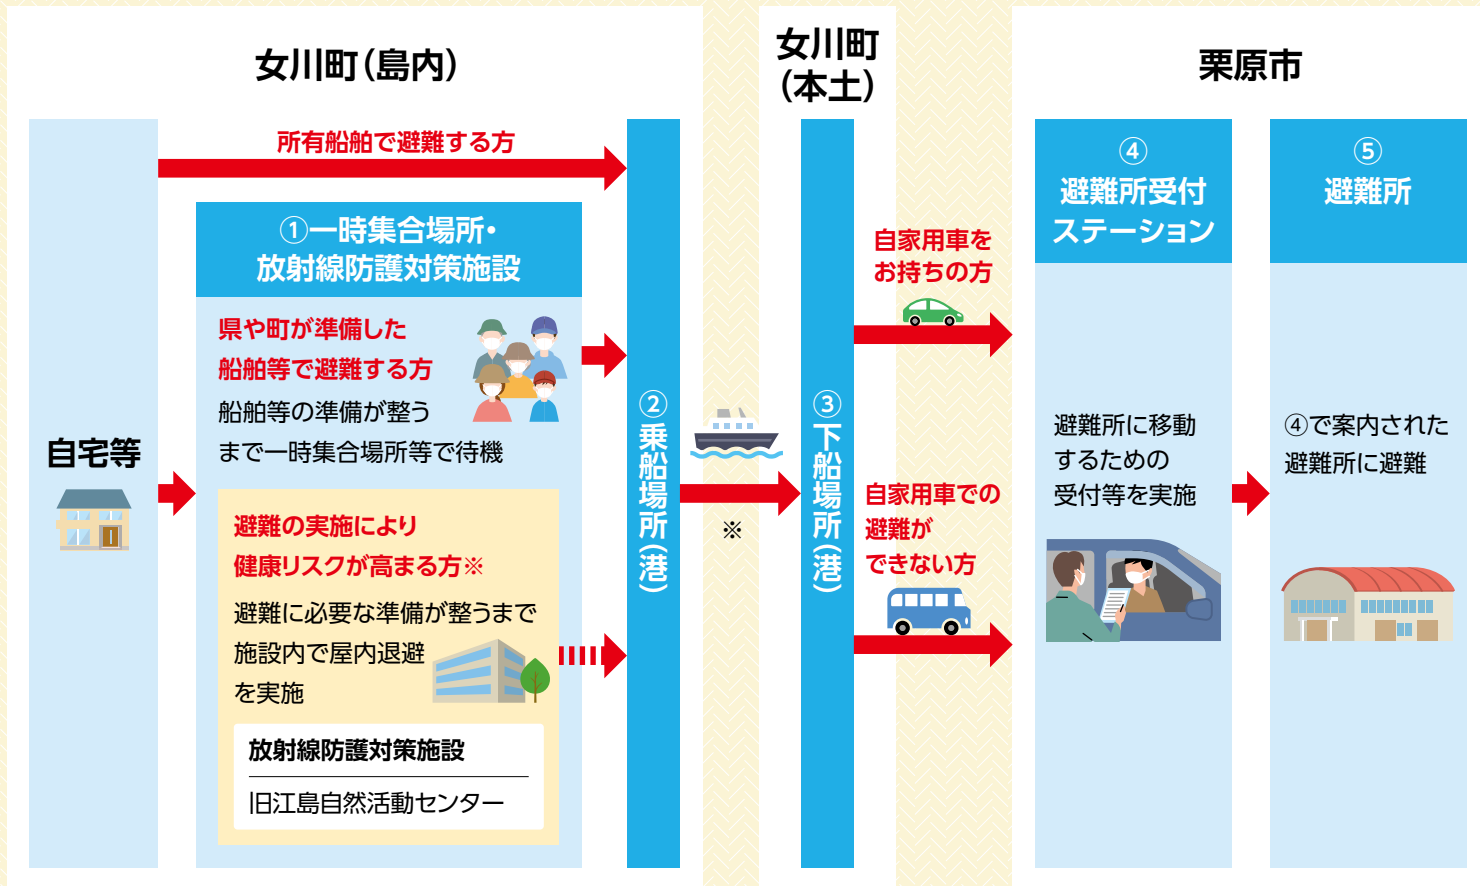 女川町(島内)
自宅等
所有船舶で避難する方
①一時集合場所・
放射線防護対策施設
県や町が準備した
船舶等で避難する方
船舶等の準備が整う
まで一時集合場所等で待機
避難の実施により
健康リスクが高まる方※
避難に必要な準備が整うまで
施設内で屋内退避
を実施
放射線防護対策施設
旧江島自然活動センター
②乗船場所(港)
※
女川町
(本土)
③下船場所(港)
自家用車を
お持ちの方
自家用車での
避難が
できない方
栗原市
④
避難所受付
ステーション
避難所に移動
するための
受付等を実施
⑤
避難所
④で案内された
避難所に避難